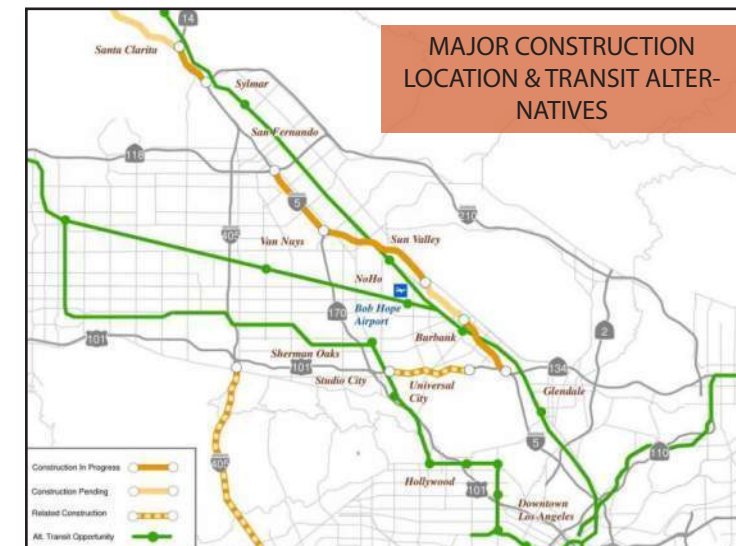 MAJOR CONSTRUCTION
LOCATION & TRANSIT ALTER-
NATIVES
14
Santa Clarita
Sylmar
San Fernando
118
5
210
405
Van Nuys
Sun Valley
NoHo
170
Bob Hope
Airport
2
101
Burbank
Sherman Oaks
101
134
Studio City
Universal
City
Glendale
5
110
405
Hollywood
101
Downtown
Los Angeles
Construction In Progress
Construction Pending
Related Construction
Alt. Transit Opportunity